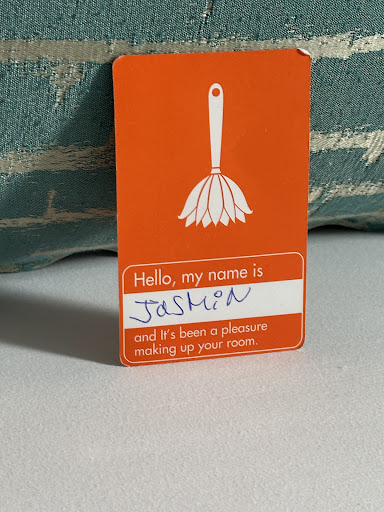 Hello, my name is
JasMiN
and It's been a pleasure
making up your room.